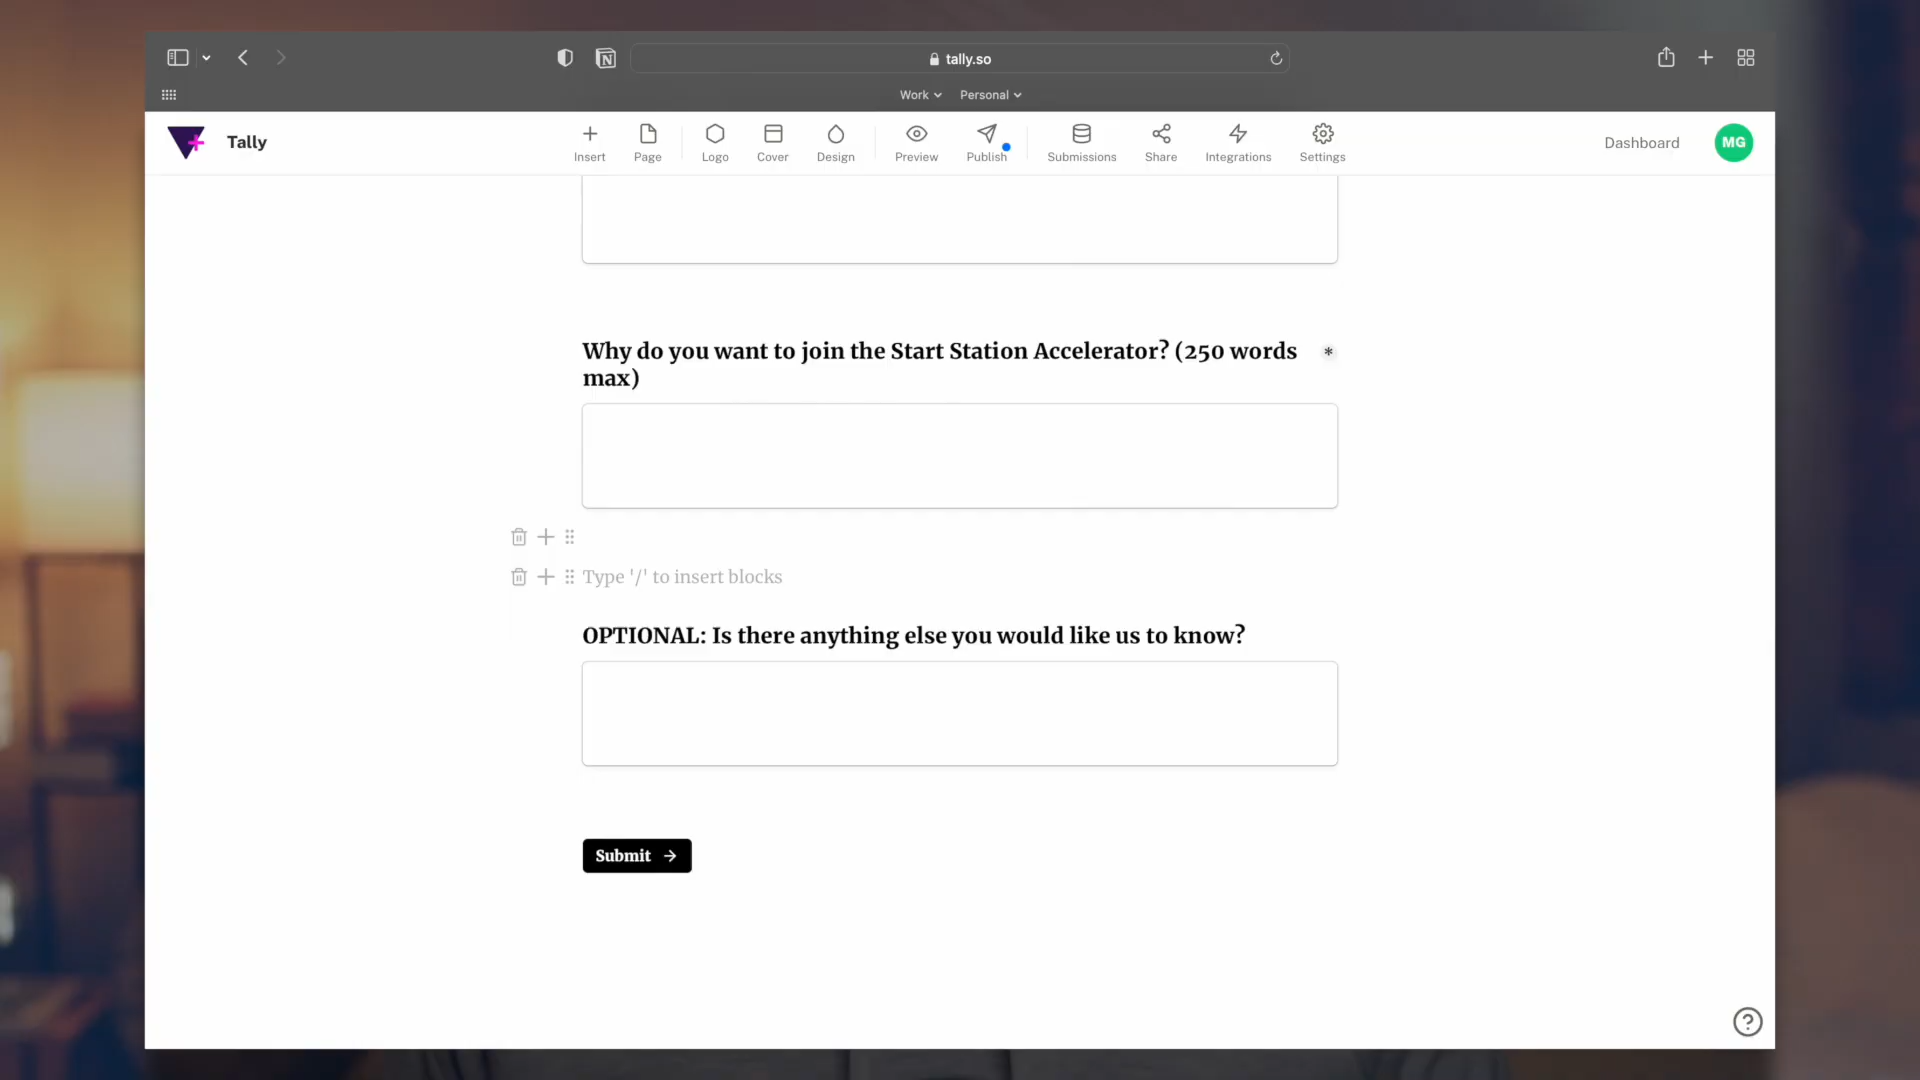 tally.so
Work Personal
Tally
Insert Page Logo Cover Design Preview Publish Submissions Share Integrations Settings
Dashboard MG
Why do you want to join the Start Station Accelerator? (250 words *
max)
Type '/' to insert blocks
OPTIONAL: Is there anything else you would like us to know?
Submit →